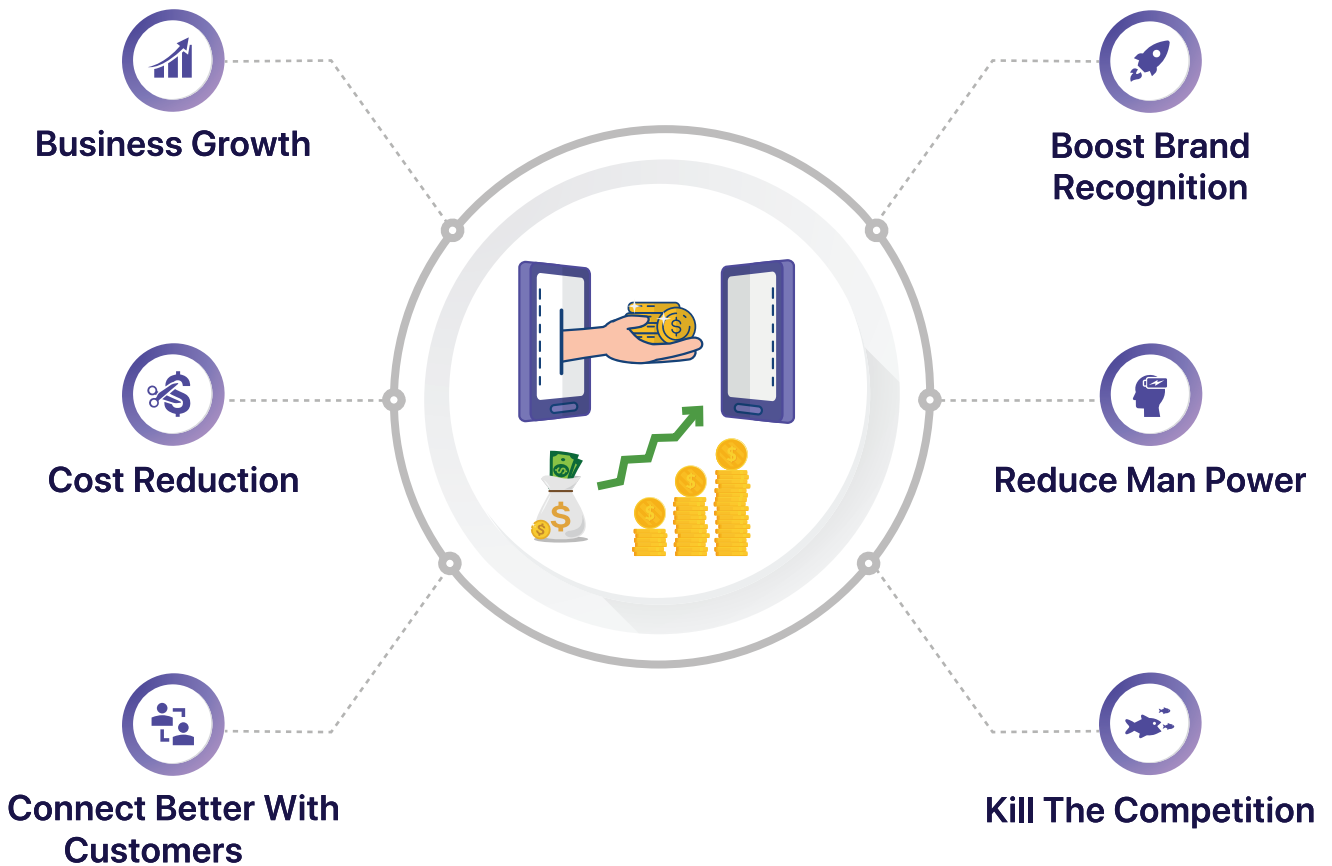 Business Growth
Boost Brand
Recognition
Cost Reduction
Reduce Man Power
Connect Better With
Customers
Kill The Competition